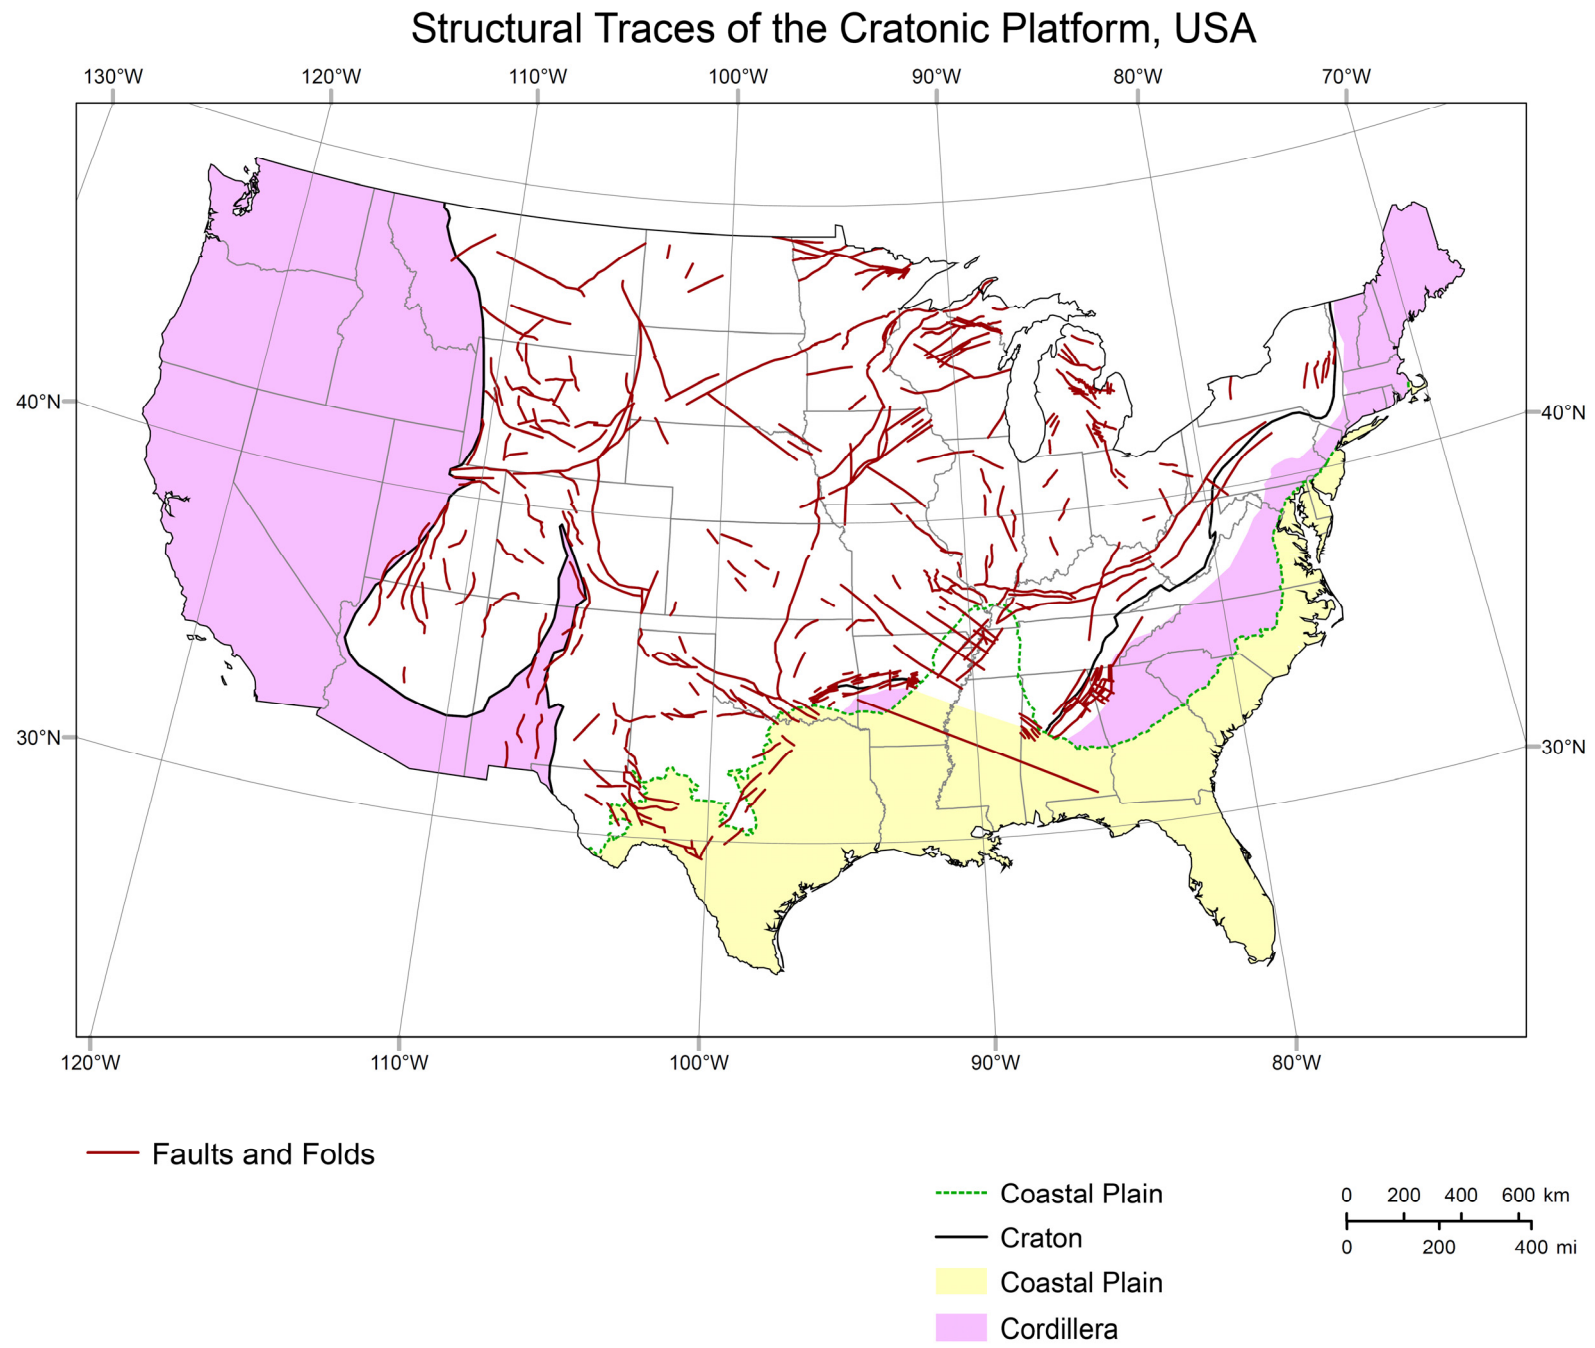 Structural Traces of the Cratonic Platform, USA
130°W 120°W 110°W 100°W 90°W 80°W 70°W
40°N 40°N
30°N 30°N
120°W 110°W 100°W 90°W 80°W
Faults and Folds
Coastal Plain
Craton
Coastal Plain
Cordillera
0 200 400 600 km
0 200 400 mi